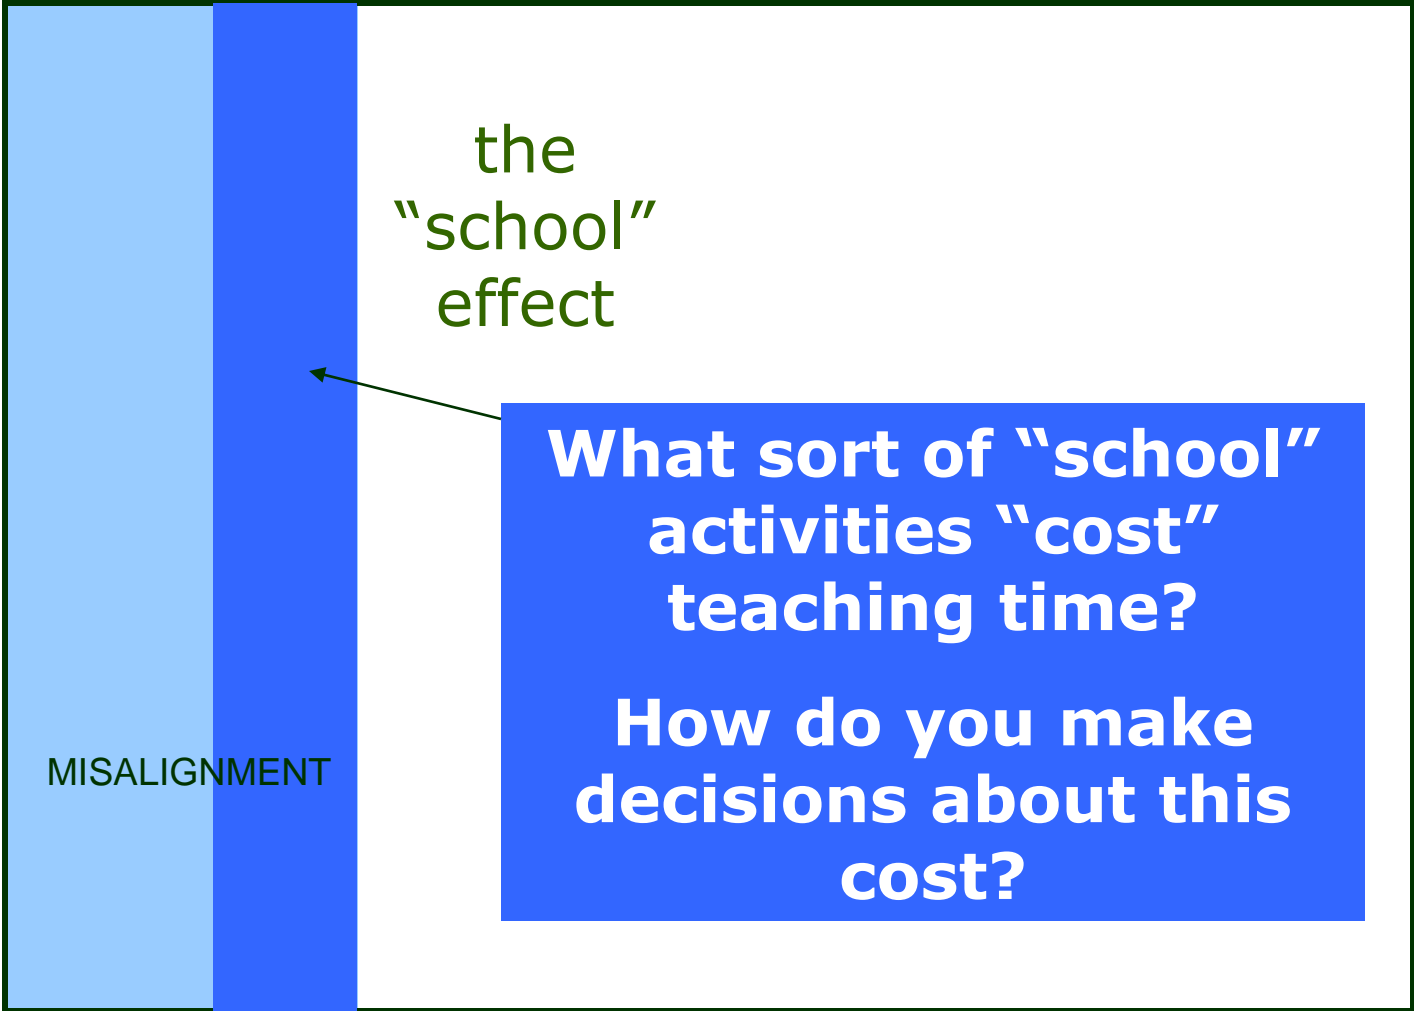 the
“school”
effect
What sort of “school”
activities “cost”
teaching time?
How do you make
decisions about this
cost?
MISALIGNMENT